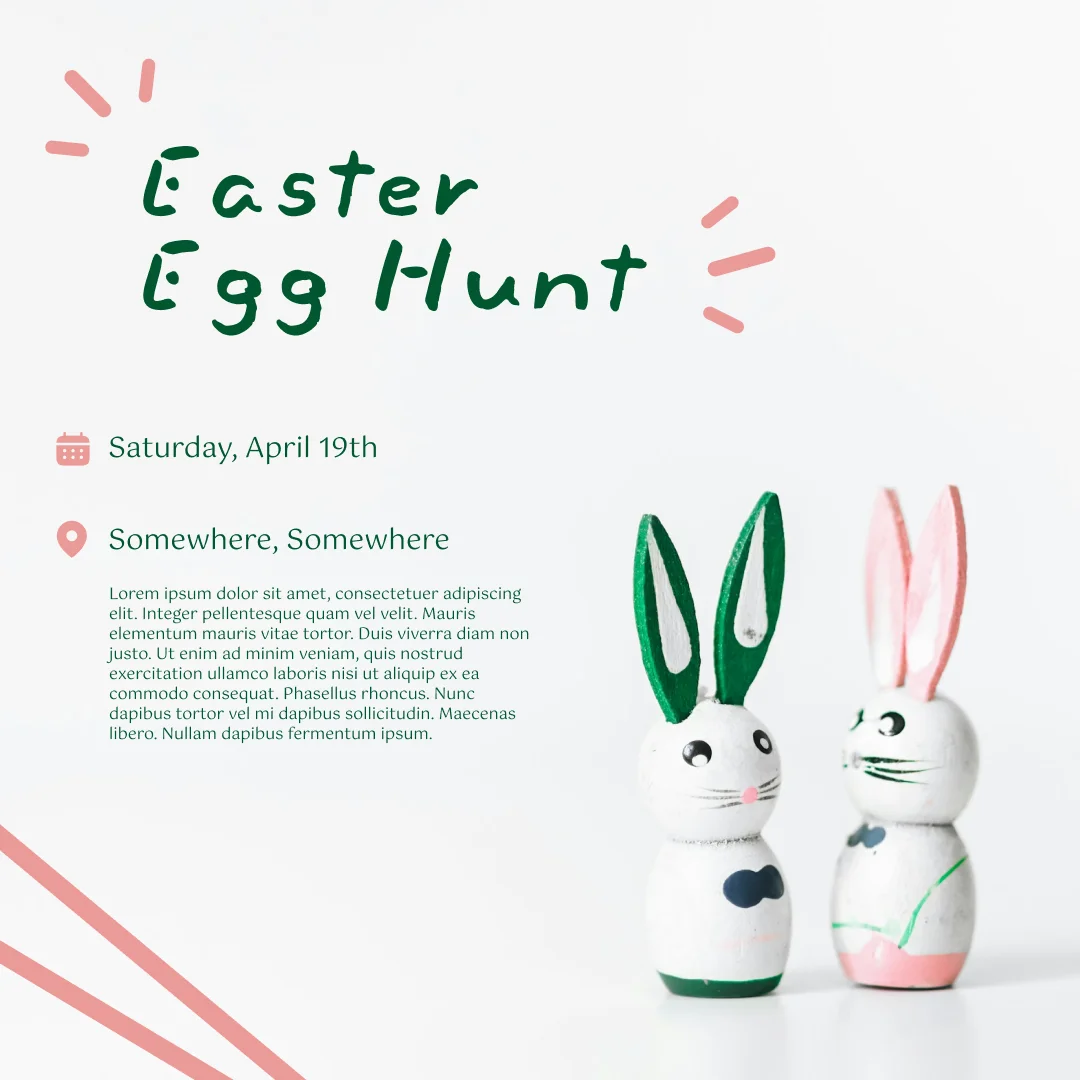 Easter
Egg Hunt
Saturday, April 19th
Somewhere, Somewhere
Lorem ipsum dolor sit amet, consectetuer adipiscing
elit. Integer pellentesque quam vel velit. Mauris
elementum mauris vitae tortor. Duis viverra diam non
justo. Ut enim ad minim veniam, quis nostrud
exercitation ullamco laboris nisi ut aliquip ex ea
commodo consequat. Phasellus rhoncus. Nunc
dapibus tortor vel mi dapibus sollicitudin. Maecenas
libero. Nullam dapibus fermentum ipsum.